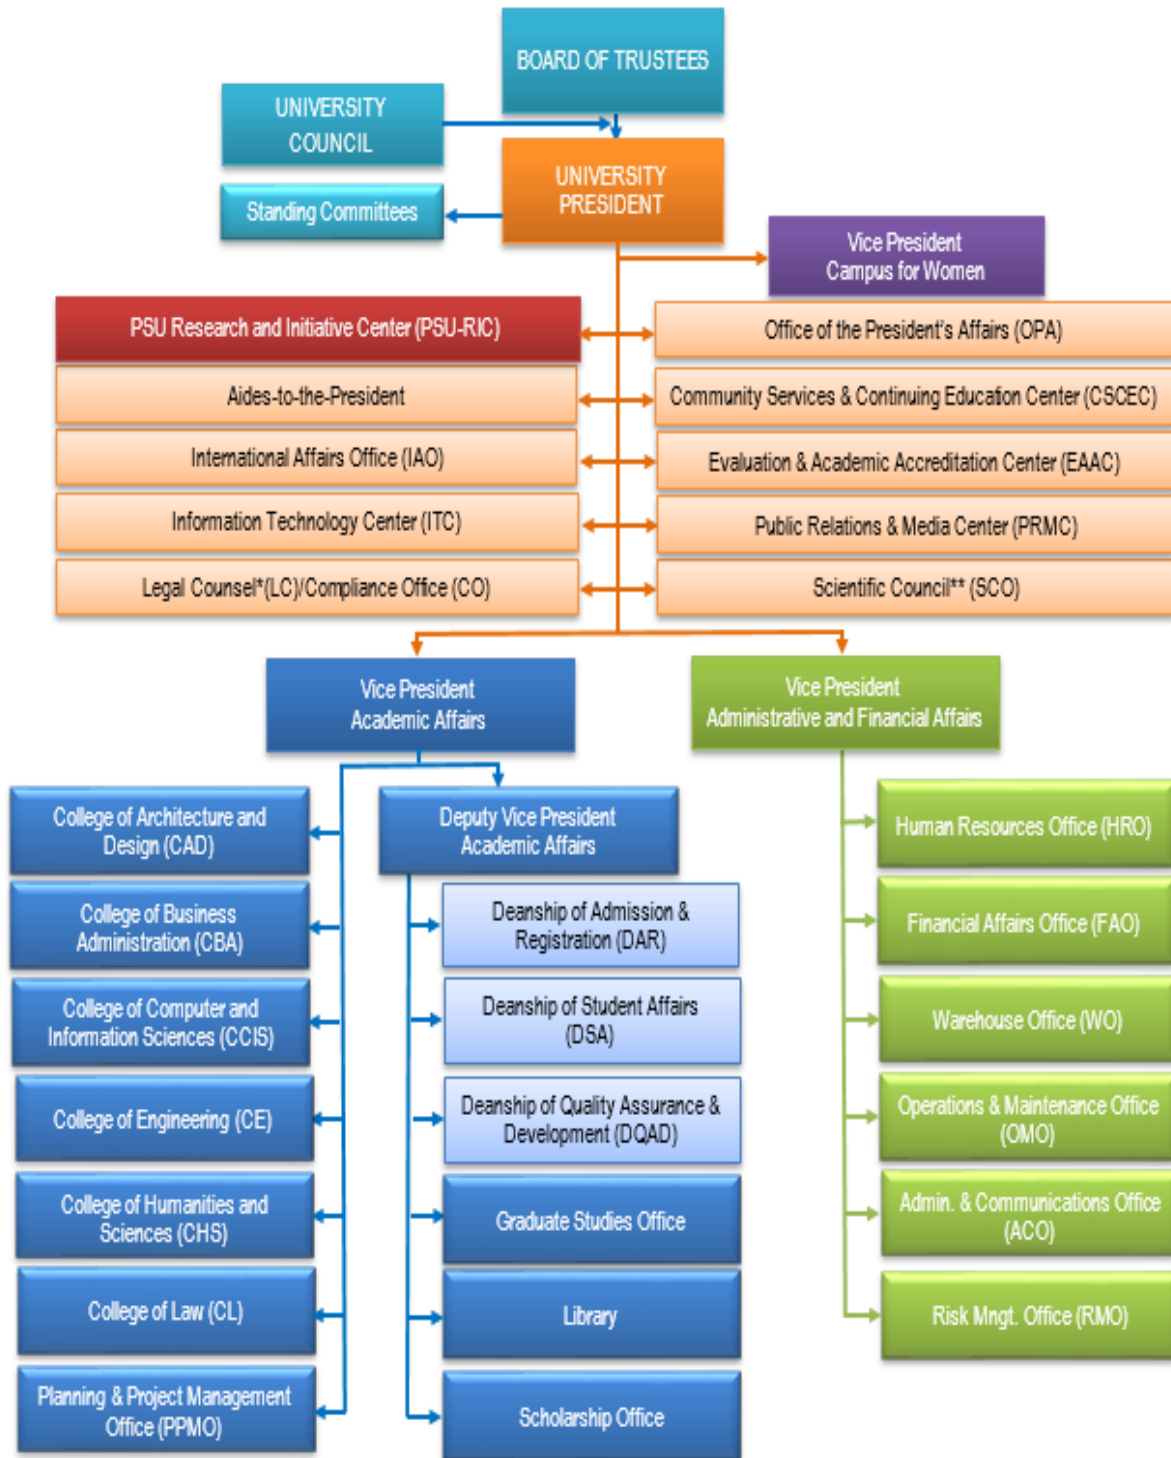 BOARD OF TRUSTEES
UNIVERSITY
COUNCIL
UNIVERSITY
PRESIDENT
Standing Committees
Vice President
Campus for Women
PSU Research and Initiative Center (PSU-RIC)
Office of the President's Affairs (OPA)
Aides-to-the-President
Community Services & Continuing Education Center (CSCEC)
International Affairs Office (IAO)
Evaluation & Academic Accreditation Center (EAAC)
Information Technology Center (ITC)
Public Relations & Media Center (PRMC)
Legal Counsel*(LC)/Compliance Office (CO)
Scientific Council** (SCO)
Vice President
Academic Affairs
Vice President
Administrative and Financial Affairs
College of Architecture and
Design (CAD)
College of Business
Administration (CBA)
College of Computer and
Information Sciences (CCIS)
College of Engineering (CE)
College of Humanities and
Sciences (CHS)
College of Law (CL)
Planning & Project Management
Office (PPMO)
Deputy Vice President
Academic Affairs
Deanship of Admission &
Registration (DAR)
Deanship of Student Affairs
(DSA)
Deanship of Quality Assurance &
Development (DQAD)
Graduate Studies Office
Library
Scholarship Office
Human Resources Office (HRO)
Financial Affairs Office (FAO)
Warehouse Office (WO)
Operations & Maintenance Office
(OMO)
Admin. & Communications Office
(ACO)
Risk Mngt. Office (RMO)